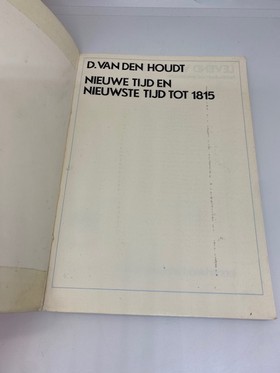 D. VAN DEN HOUDT
NIEUWE TIJD EN
NIEUWSTE TIJD TOT 1815